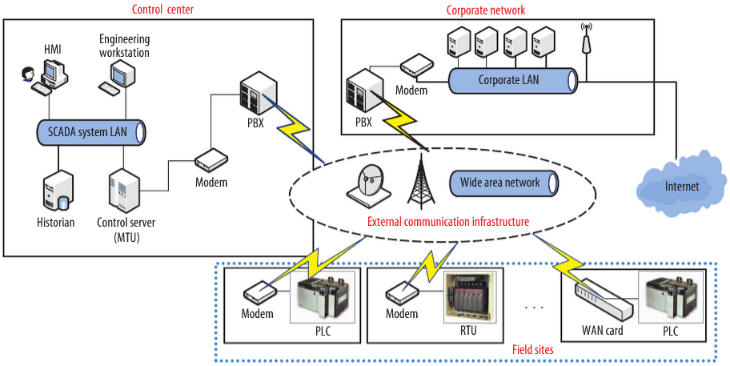 Control center
Corporate network
HMI
Engineering
workstation
PBX
SCADA system LAN
Modem
Historian
Control server
(MTU)
Modem
Corporate LAN
PBX
Internet
Wide area network
External communication infrastructure
Modem
PLC
Modem
RTU
. . .
WAN card
PLC
Field sites